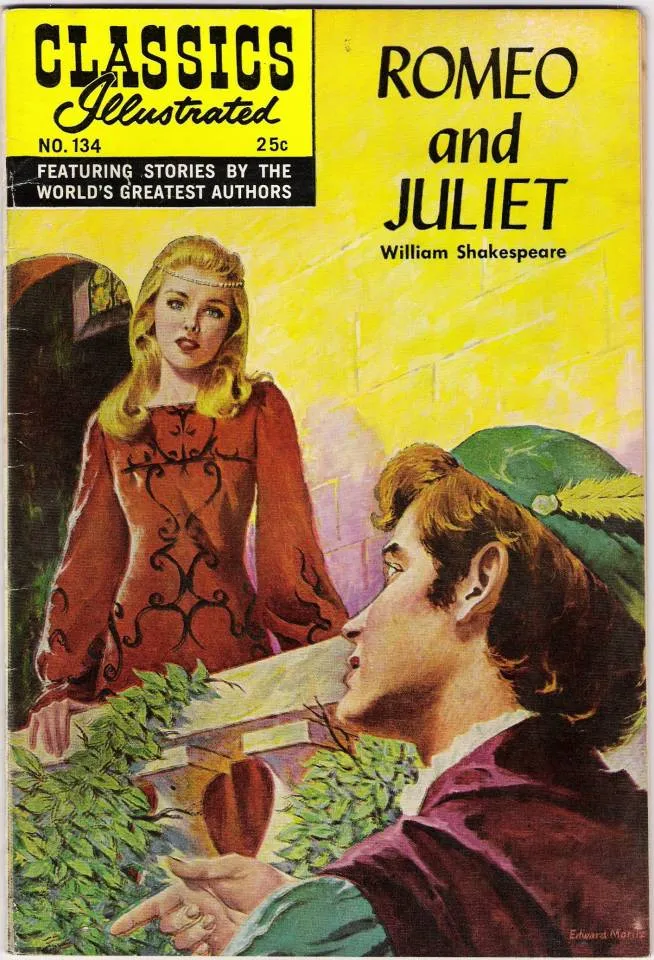 CLASSICS
Illustrated
NO. 134 25c
FEATURING STORIES BY THE
WORLD'S GREATEST AUTHORS
ROMEO
and
JULIET
William Shakespeare
Edward Moritz